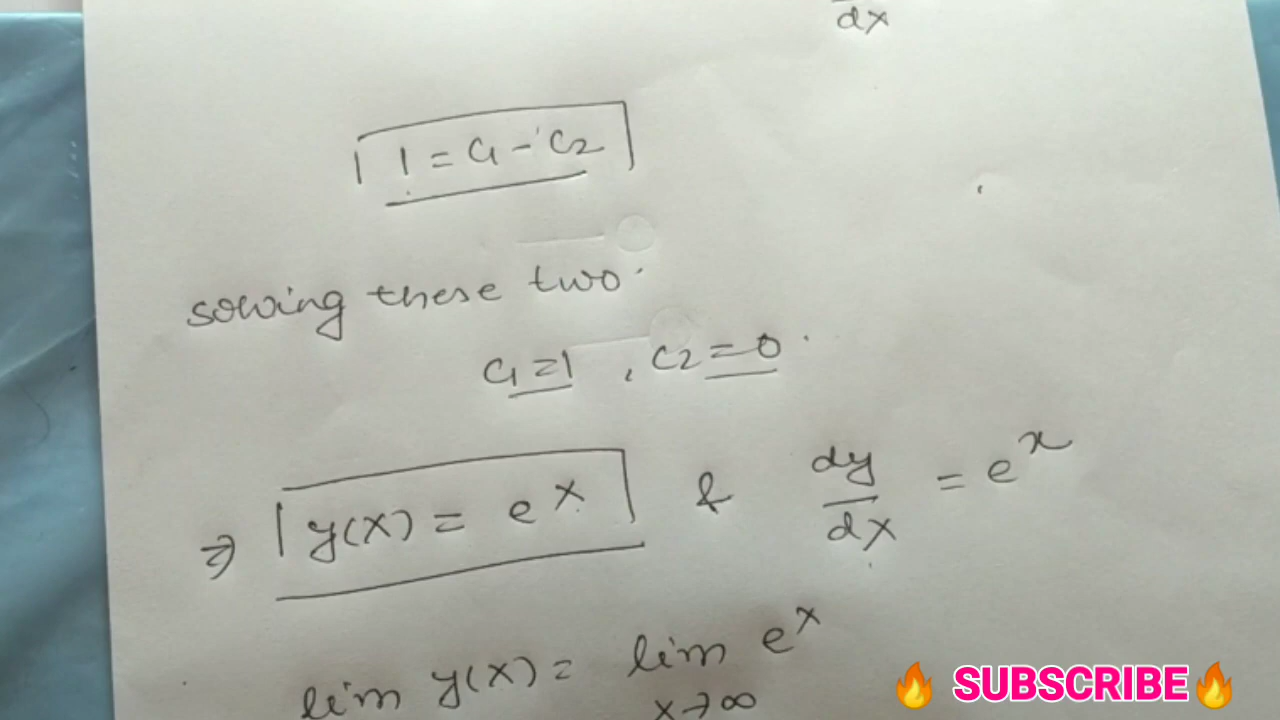 dx
1 = C1 - C2
solving these two.
C1 = 1 , C2 = 0 .
⇒ y(x) = e^x & dy/dx = e^x
lim y(x) = lim e^x
x→∞
🔥 SUBSCRIBE 🔥